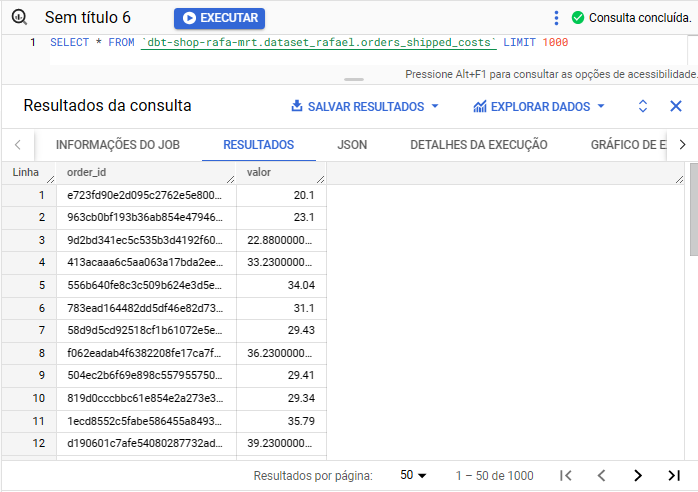 Sem título 6 EXECUTAR Consulta concluída.
1 SELECT * FROM `dbt-shop-rafa-mrt.dataset_rafael.orders_shipped_costs` LIMIT 1000
Pressione Alt+F1 para consultar as opções de acessibilidade.
Resultados da consulta SALVAR RESULTADOS EXPLORAR DADOS
INFORMAÇÕES DO JOB RESULTADOS JSON DETALHES DA EXECUÇÃO GRÁFICO DE E
Linha order_id valor
1 e723fd90e2d095c2762e5e800... 20.1
2 963cb0bf193b36ab854e47946... 23.1
3 9d2bd341ec5c535b3d4192f60... 22.8800000...
4 413acaaa6c5aa063a17bda2ee... 33.2300000...
5 556b640fe8c3c509b624e3d5e... 34.04
6 783ead164482dd5df46e82d73... 31.1
7 58d9d5cd92518cf1b61072e5e... 29.43
8 f062eadab4f6382208fe17ca7f... 36.2300000...
9 504ec2b6f69e898c557955750... 29.41
10 819d0cccbbc61e854e2a273e3... 29.34
11 1ecd8552c5fabe586455a8493... 35.79
12 d190601c7afe54080287732ad... 39.2300000...
Resultados por página: 50 1 – 50 de 1000